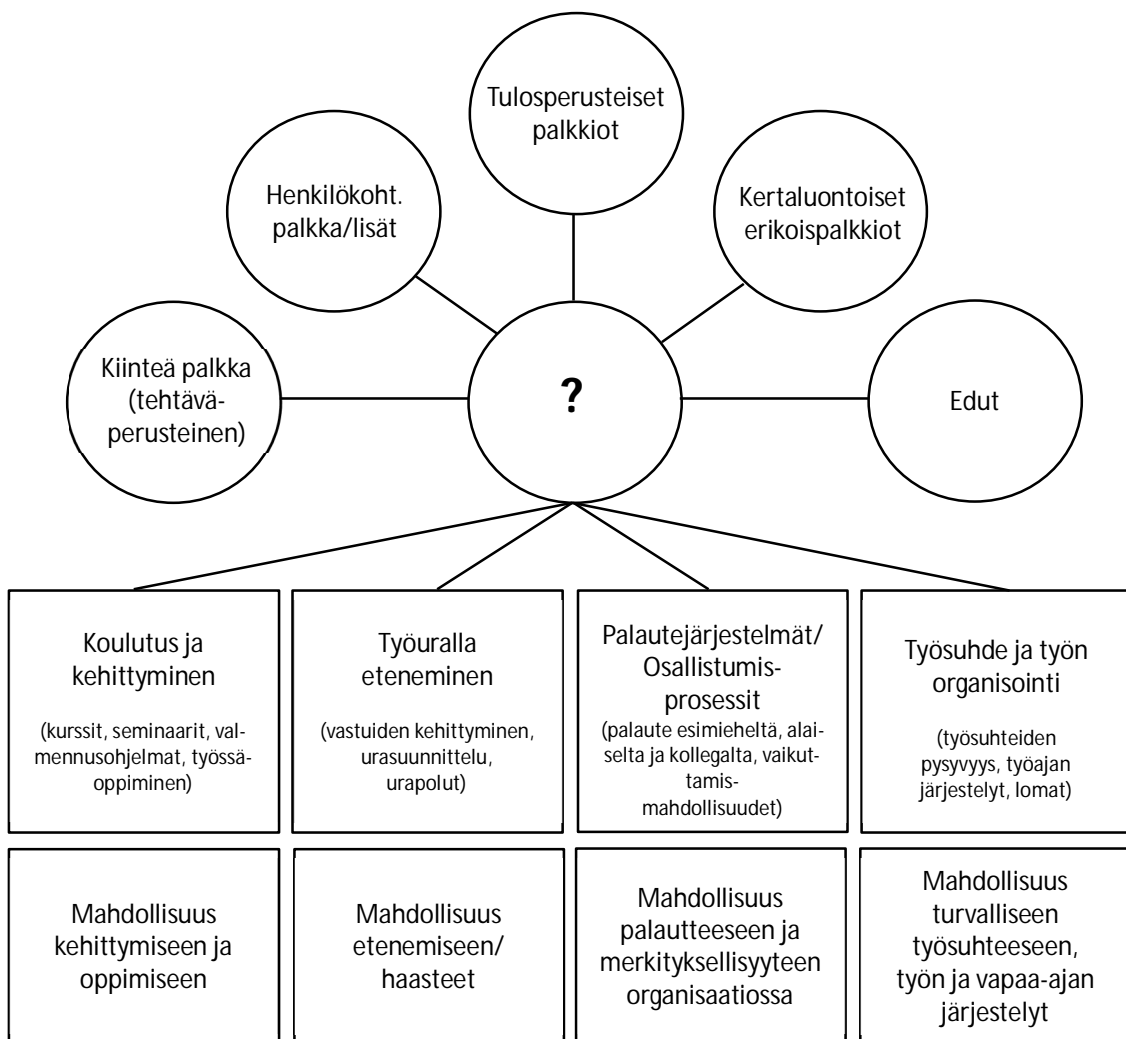 Tulosperusteiset
palkkiot
Henkilökoht.
palkka/lisät
Kertaluontoiset
erikoispalkkiot
Kiinteä palkka
(tehtävä-
perusteinen)
?
Edut
Koulutus ja
kehittyminen
(kurssit, seminaarit, val-
mennusohjelmat, työssä-
oppiminen)
Työuralla
eteneminen
(vastuiden kehittyminen,
urasuunnittelu,
urapolut)
Palautejärjestelmät/
Osallistumis-
prosessit
(palaute esimieheltä, alai-
selta ja kollegalta, vaikut-
tamis-
mahdollisuudet)
Työsuhde ja työn
organisointi
(työsuhteiden
pysyvyys, työajan
järjestelyt, lomat)
Mahdollisuus
kehittymiseen ja
oppimiseen
Mahdollisuus
etenemiseen/
haasteet
Mahdollisuus
palautteeseen ja
merkityksellisyyteen
organisaatiossa
Mahdollisuus
turvalliseen
työsuhteeseen,
työn ja vapaa-ajan
järjestelyt